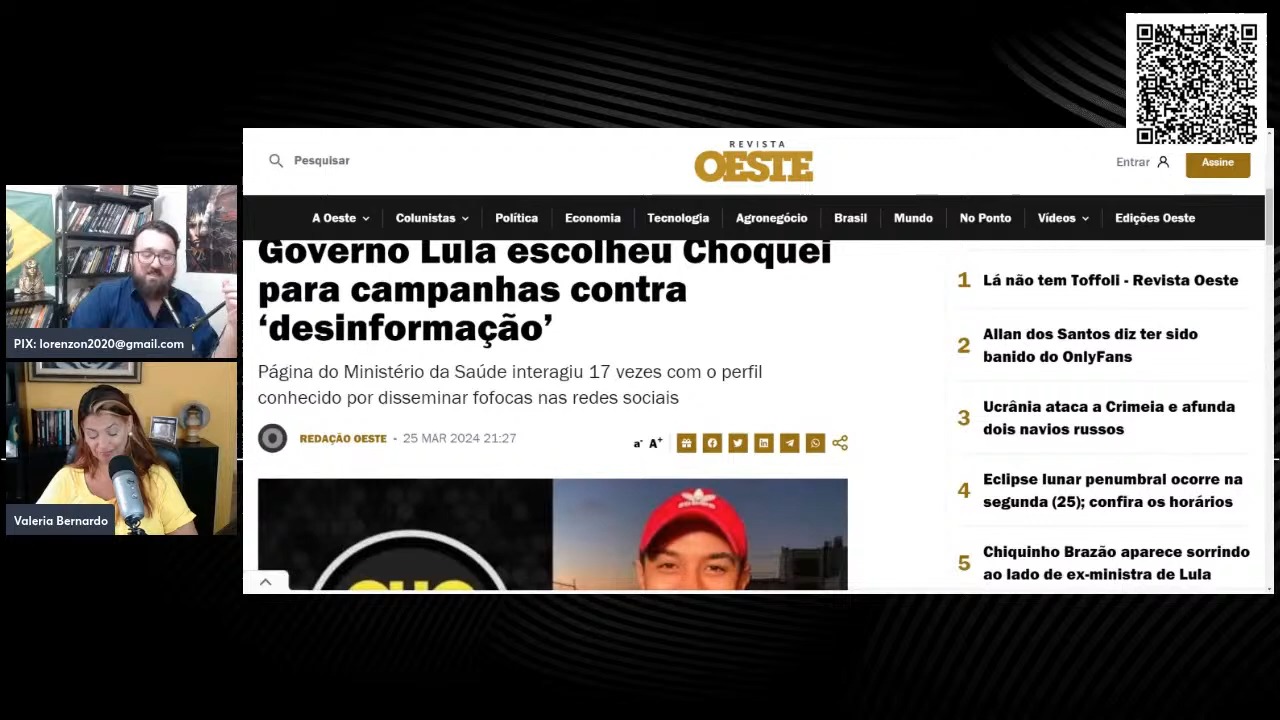 Pesquisar
REVISTA
OESTE
Entrar
Assine
A Oeste
Colunistas
Política
Economia
Tecnologia
Agronegócio
Brasil
Mundo
No Ponto
Vídeos
Edições Oeste
Governo Lula escolheu Choquei
para campanhas contra
‘desinformação’
Página do Ministério da Saúde interagiu 17 vezes com o perfil
conhecido por disseminar fofocas nas redes sociais
REDAÇÃO OESTE - 25 MAR 2024 21:27
a- A+
1 Lá não tem Toffoli - Revista Oeste
2 Allan dos Santos diz ter sido
banido do OnlyFans
3 Ucrânia ataca a Crimeia e afunda
dois navios russos
4 Eclipse lunar penumbral ocorre na
segunda (25); confira os horários
5 Chiquinho Brazão aparece sorrindo
ao lado de ex-ministra de Lula
PIX: lorenzon2020@gmail.com
Valeria Bernardo